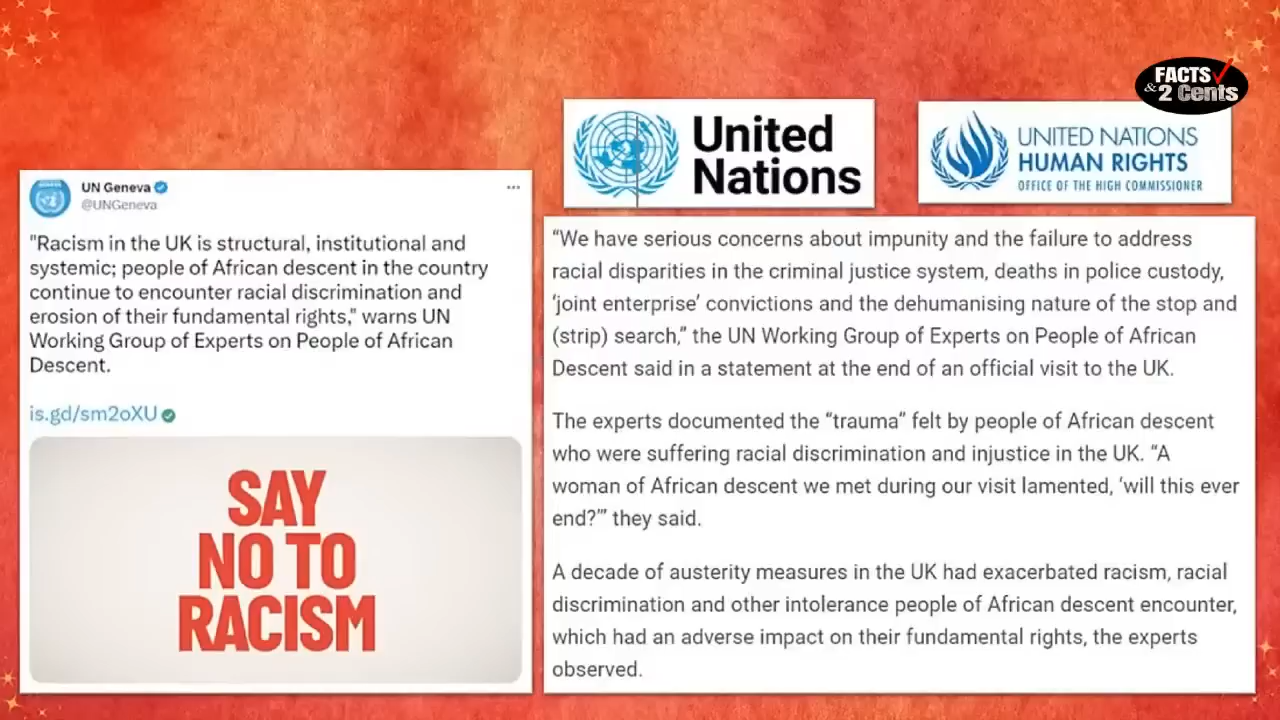 FACTS
& 2 Cents
United
Nations
UNITED NATIONS
HUMAN RIGHTS
OFFICE OF THE HIGH COMMISSIONER
UN Geneva
@UNGeneva
"Racism in the UK is structural, institutional and
systemic; people of African descent in the country
continue to encounter racial discrimination and
erosion of their fundamental rights," warns UN
Working Group of Experts on People of African
Descent.
is.gd/sm2oXU
SAY
NO TO
RACISM
“We have serious concerns about impunity and the failure to address
racial disparities in the criminal justice system, deaths in police custody,
‘joint enterprise’ convictions and the dehumanising nature of the stop and
(strip) search,” the UN Working Group of Experts on People of African
Descent said in a statement at the end of an official visit to the UK.
The experts documented the “trauma” felt by people of African descent
who were suffering racial discrimination and injustice in the UK. “A
woman of African descent we met during our visit lamented, ‘will this ever
end?’” they said.
A decade of austerity measures in the UK had exacerbated racism, racial
discrimination and other intolerance people of African descent encounter,
which had an adverse impact on their fundamental rights, the experts
observed.